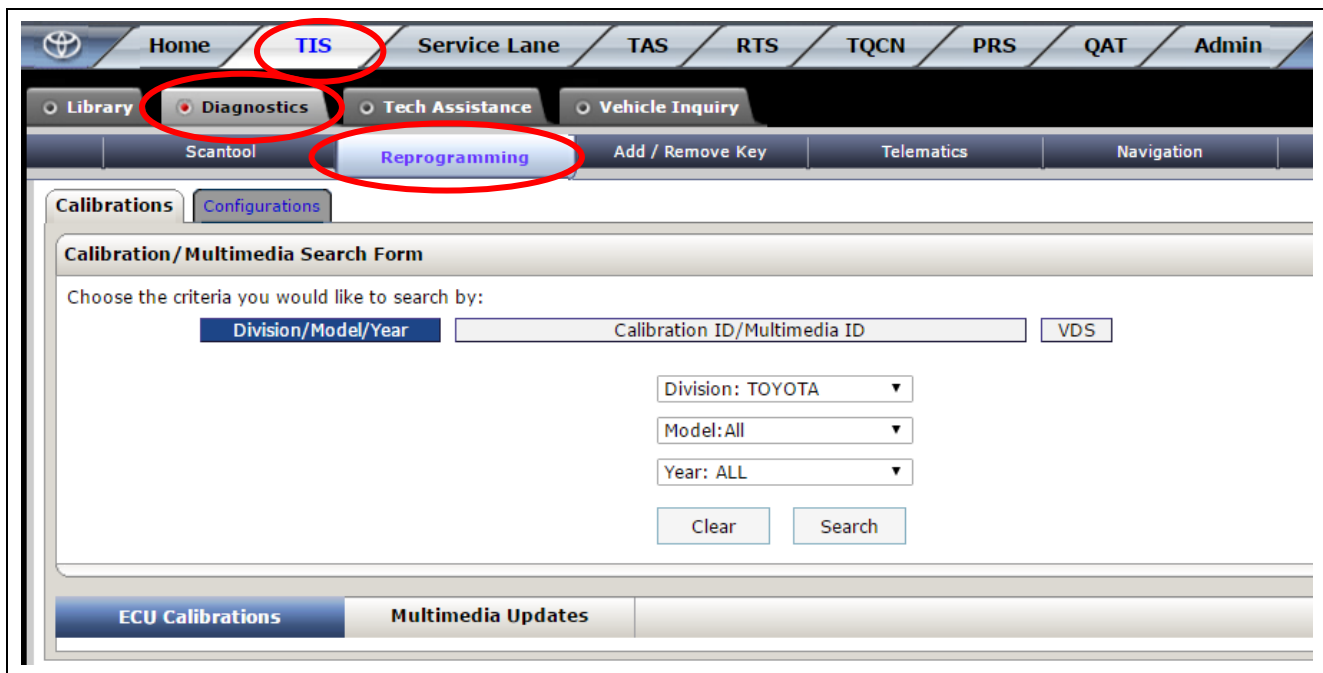 Home TIS Service Lane TAS RTS TQCN PRS QAT Admin
Library Diagnostics Tech Assistance Vehicle Inquiry
Scantool Reprogramming Add / Remove Key Telematics Navigation
Calibrations Configurations
Calibration/Multimedia Search Form
Choose the criteria you would like to search by:
Division/Model/Year Calibration ID/Multimedia ID VDS
Division: TOYOTA
Model:All
Year: ALL
Clear Search
ECU Calibrations Multimedia Updates